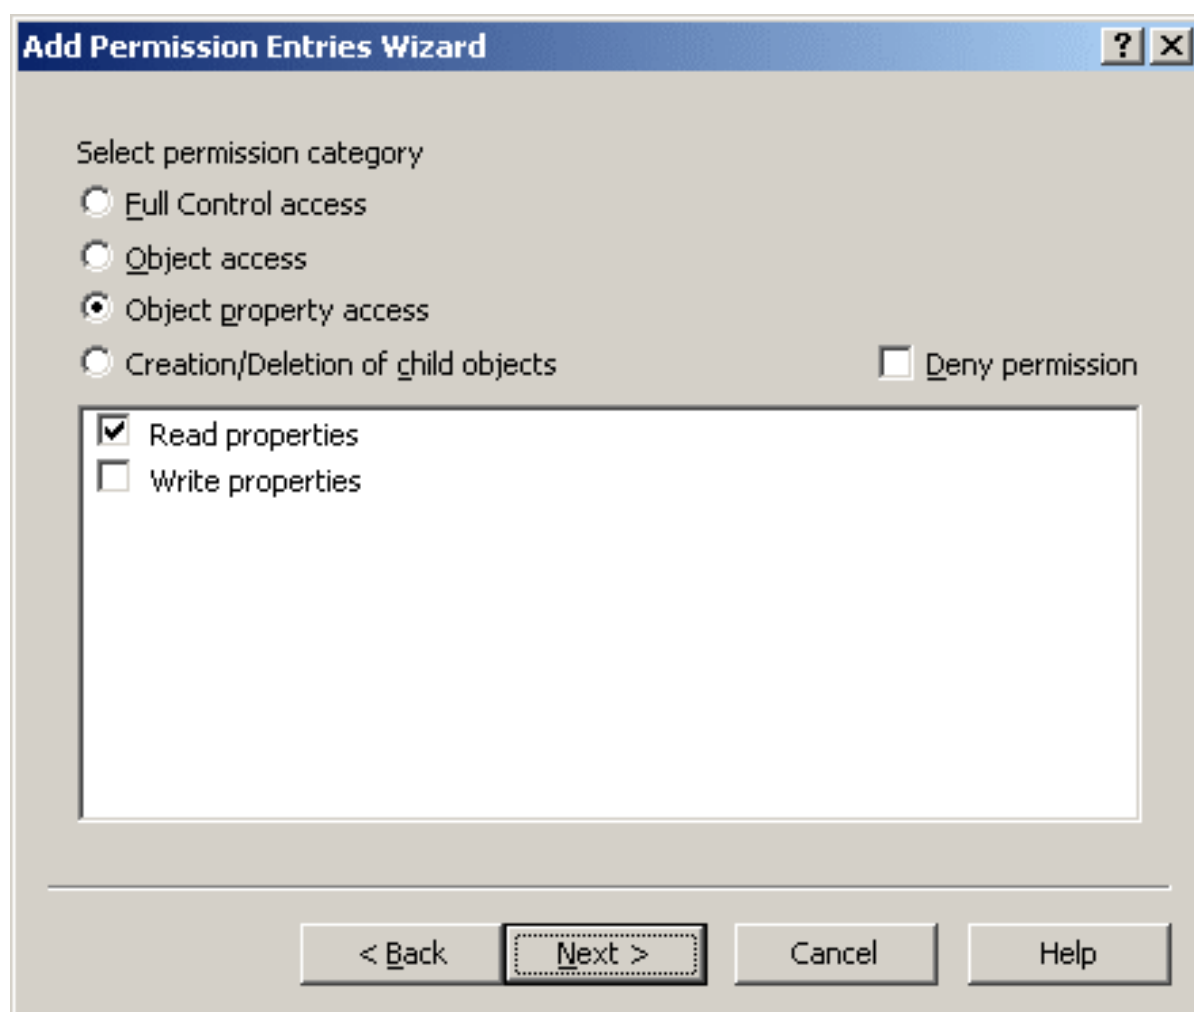 Add Permission Entries Wizard
Select permission category
Full Control access
Object access
Object property access
Creation/Deletion of child objects
Deny permission
Read properties
Write properties
< Back
Next >
Cancel
Help